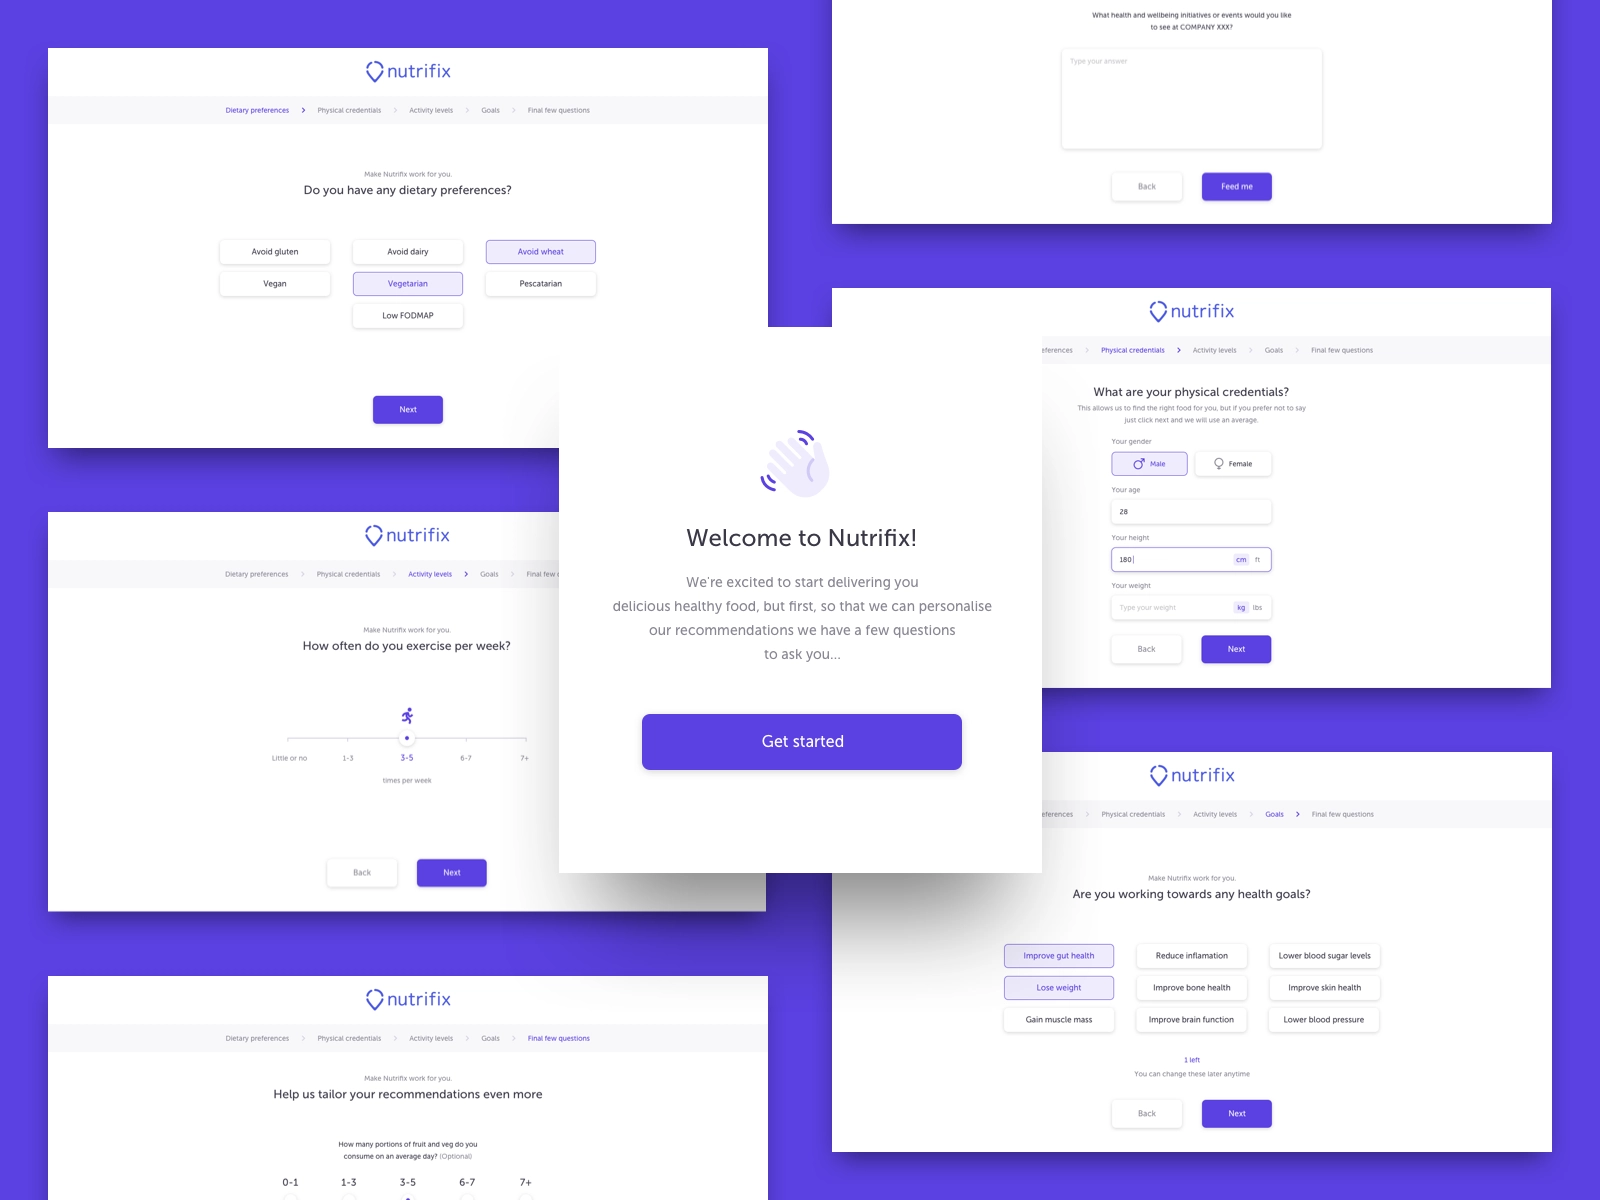 nutrifix
Dietary preferences > Physical credentials > Activity levels > Goals > Final few questions
Make Nutrifix work for you.
Do you have any dietary preferences?
Avoid gluten
Avoid dairy
Avoid wheat
Vegan
Vegetarian
Pescatarian
Low FODMAP
Next
What health and wellbeing initiatives or events would you like
to see at COMPANY XXX?
Type your answer
Back
Feed me
nutrifix
eferences > Physical credentials > Activity levels > Goals > Final few questions
What are your physical credentials?
This allows us to find the right food for you, but if you prefer not to say
just click next and we will use an average.
Your gender
Male
Female
Your age
28
Your height
180
cm
ft
Your weight
Type your weight
kg
lbs
Back
Next
Welcome to Nutrifix!
We're excited to start delivering you
delicious healthy food, but first, so that we can personalise
our recommendations we have a few questions
to ask you...
Get started
nutrifix
Dietary preferences > Physical credentials > Activity levels > Goals > Final few
Make Nutrifix work for you.
How often do you exercise per week?
Little or no
1-3
3-5
6-7
7+
times per week
Back
Next
nutrifix
eferences > Physical credentials > Activity levels > Goals > Final few questions
Make Nutrifix work for you.
Are you working towards any health goals?
Improve gut health
Reduce inflamation
Lower blood sugar levels
Lose weight
Improve bone health
Improve skin health
Gain muscle mass
Improve brain function
Lower blood pressure
1 left
You can change these later anytime
Back
Next
nutrifix
Dietary preferences > Physical credentials > Activity levels > Goals > Final few questions
Make Nutrifix work for you.
Help us tailor your recommendations even more
How many portions of fruit and veg do you
consume on an average day? (Optional)
0-1
1-3
3-5
6-7
7+